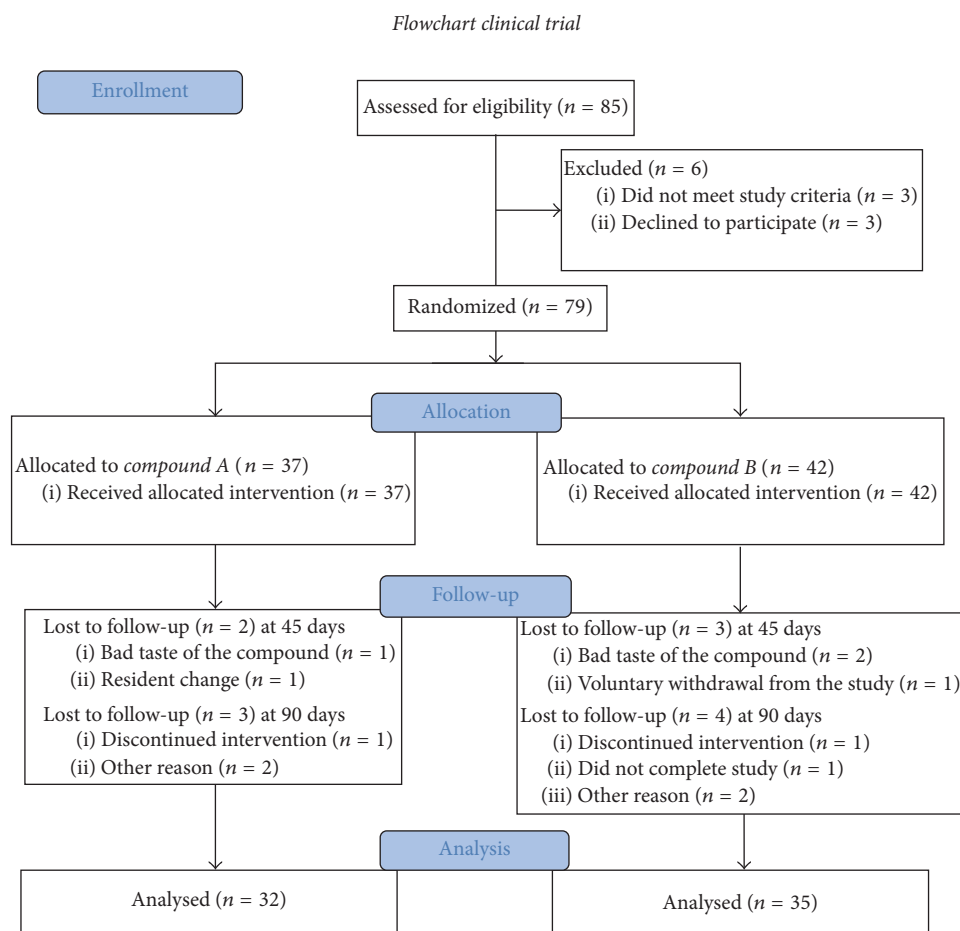 Flowchart clinical trial
Enrollment
Assessed for eligibility (n = 85)
Excluded (n = 6)
(i) Did not meet study criteria (n = 3)
(ii) Declined to participate (n = 3)
Randomized (n = 79)
Allocation
Allocated to compound A (n = 37)
(i) Received allocated intervention (n = 37)
Allocated to compound B (n = 42)
(i) Received allocated intervention (n = 42)
Follow-up
Lost to follow-up (n = 2) at 45 days
(i) Bad taste of the compound (n = 1)
(ii) Resident change (n = 1)
Lost to follow-up (n = 3) at 90 days
(i) Discontinued intervention (n = 1)
(ii) Other reason (n = 2)
Lost to follow-up (n = 3) at 45 days
(i) Bad taste of the compound (n = 2)
(ii) Voluntary withdrawal from the study (n = 1)
Lost to follow-up (n = 4) at 90 days
(i) Discontinued intervention (n = 1)
(ii) Did not complete study (n = 1)
(iii) Other reason (n = 2)
Analysis
Analysed (n = 32)
Analysed (n = 35)